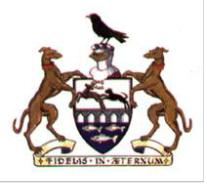 FIDELIS · IN · ÆTERNUM